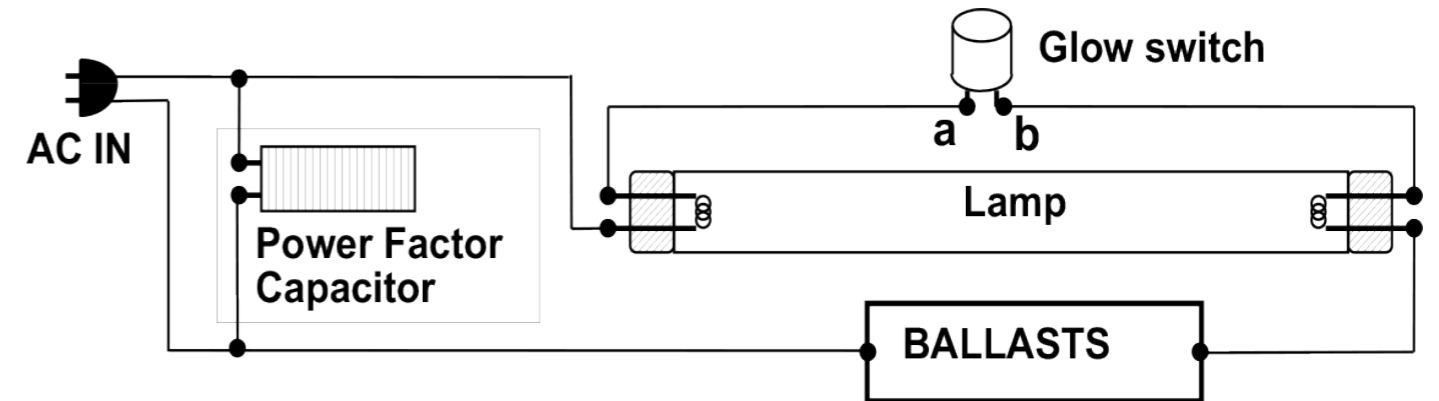 Glow switch
a
b
AC IN
Lamp
Power Factor
Capacitor
BALLASTS